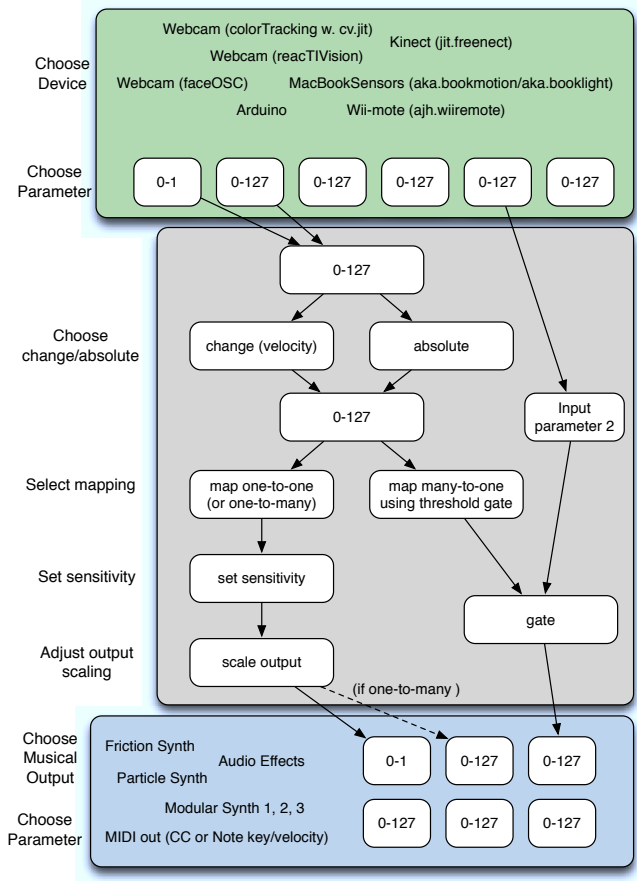 Webcam (colorTracking w. cv.jit)
Kinect (jit.freenect)
Webcam (reacTIVision)
Choose
Device
Webcam (faceOSC)
MacBookSensors (aka.bookmotion/aka.booklight)
Arduino
Wii-mote (ajh.wiiremote)
Choose
Parameter
0-1
0-127
0-127
0-127
0-127
0-127
0-127
Choose
change/absolute
change (velocity)
absolute
0-127
Input
parameter 2
Select mapping
map one-to-one
(or one-to-many)
map many-to-one
using threshold gate
Set sensitivity
set sensitivity
gate
Adjust output
scaling
scale output
(if one-to-many )
Choose
Musical
Output
Friction Synth
Audio Effects
Particle Synth
0-1
0-127
0-127
Choose
Parameter
Modular Synth 1, 2, 3
MIDI out (CC or Note key/velocity)
0-127
0-127
0-127